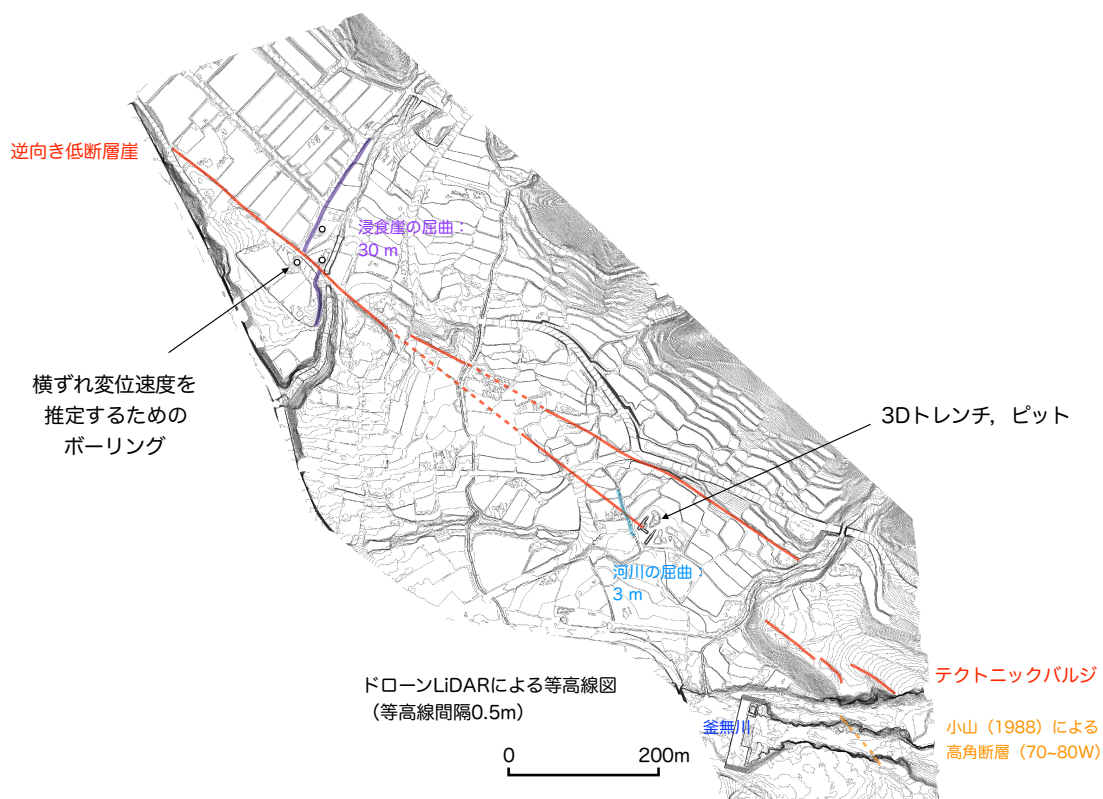 逆向き低断層崖
浸食崖の屈曲：
30 m
横ずれ変位速度を
推定するための
ボーリング
3Dトレンチ，ピット
河川の屈曲：
3 m
ドローンLiDARによる等高線図
（等高線間隔0.5m）
テクトニックバルジ
釜無川
小山（1988）による
高角断層（70~80W）
0
200m